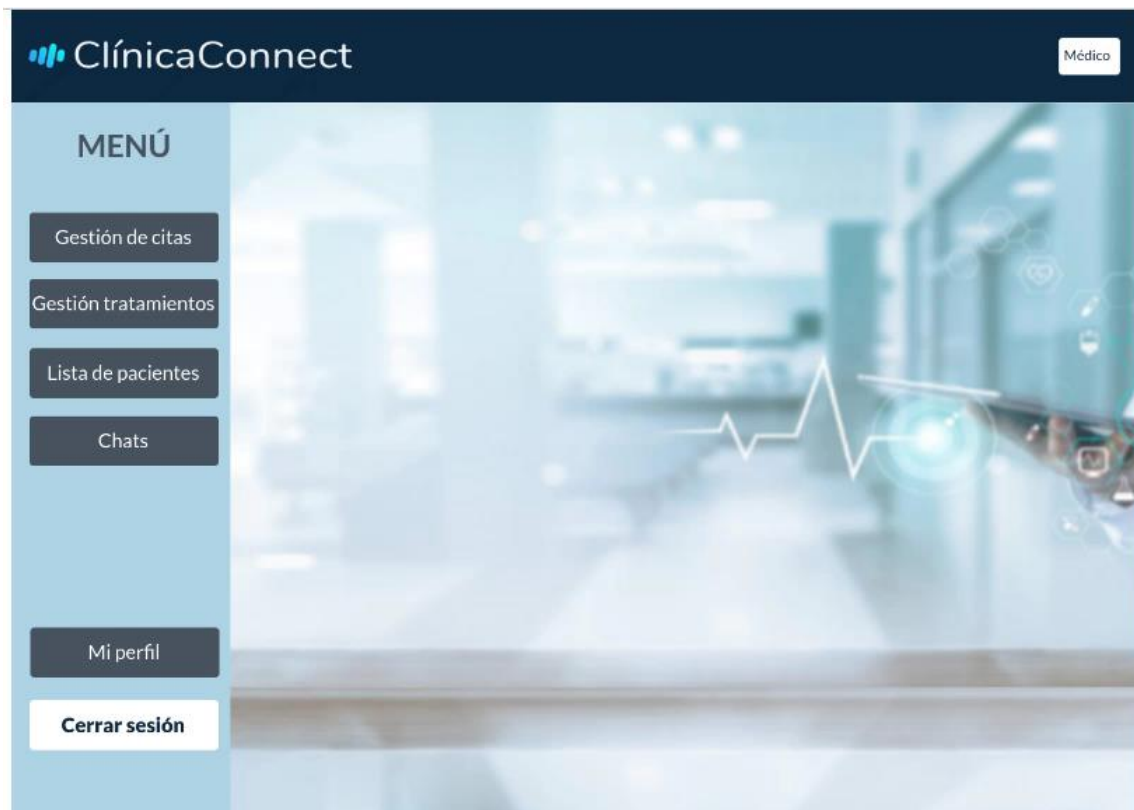 ClínicaConnect
Médico
MENÚ
Gestión de citas
Gestión tratamientos
Lista de pacientes
Chats
Mi perfil
Cerrar sesión